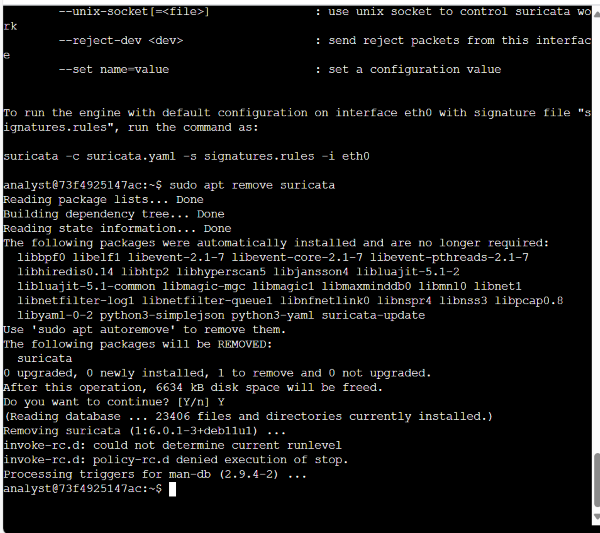 --unix-socket[=<file>] : use unix socket to control suricata wo
rk
--reject-dev <dev> : send reject packets from this interfac
e
--set name=value : set a configuration value
To run the engine with default configuration on interface eth0 with signature file "s
ignatures.rules", run the command as:
suricata -c suricata.yaml -s signatures.rules -i eth0
analyst@73f4925147ac:~$ sudo apt remove suricata
Reading package lists... Done
Building dependency tree... Done
Reading state information... Done
The following packages were automatically installed and are no longer required:
libbpf0 libelf1 libevent-2.1-7 libevent-core-2.1-7 libevent-pthreads-2.1-7
libhiredis0.14 libhtp2 libhyperscan5 libjansson4 libluajit-5.1-2
libluajit-5.1-common libmagic-mgc libmagic1 libmaxminddb0 libmnl0 libnet1
libnetfilter-log1 libnetfilter-queue1 libnfnetlink0 libnspr4 libnss3 libpcap0.8
libyaml-0-2 python3-simplejson python3-yaml suricata-update
Use 'sudo apt autoremove' to remove them.
The following packages will be REMOVED:
suricata
0 upgraded, 0 newly installed, 1 to remove and 0 not upgraded.
After this operation, 6634 kB disk space will be freed.
Do you want to continue? [Y/n] Y
(Reading database ... 23406 files and directories currently installed.)
Removing suricata (1:6.0.1-3+deb11u1) ...
invoke-rc.d: could not determine current runlevel
invoke-rc.d: policy-rc.d denied execution of stop.
Processing triggers for man-db (2.9.4-2) ...
analyst@73f4925147ac:~$